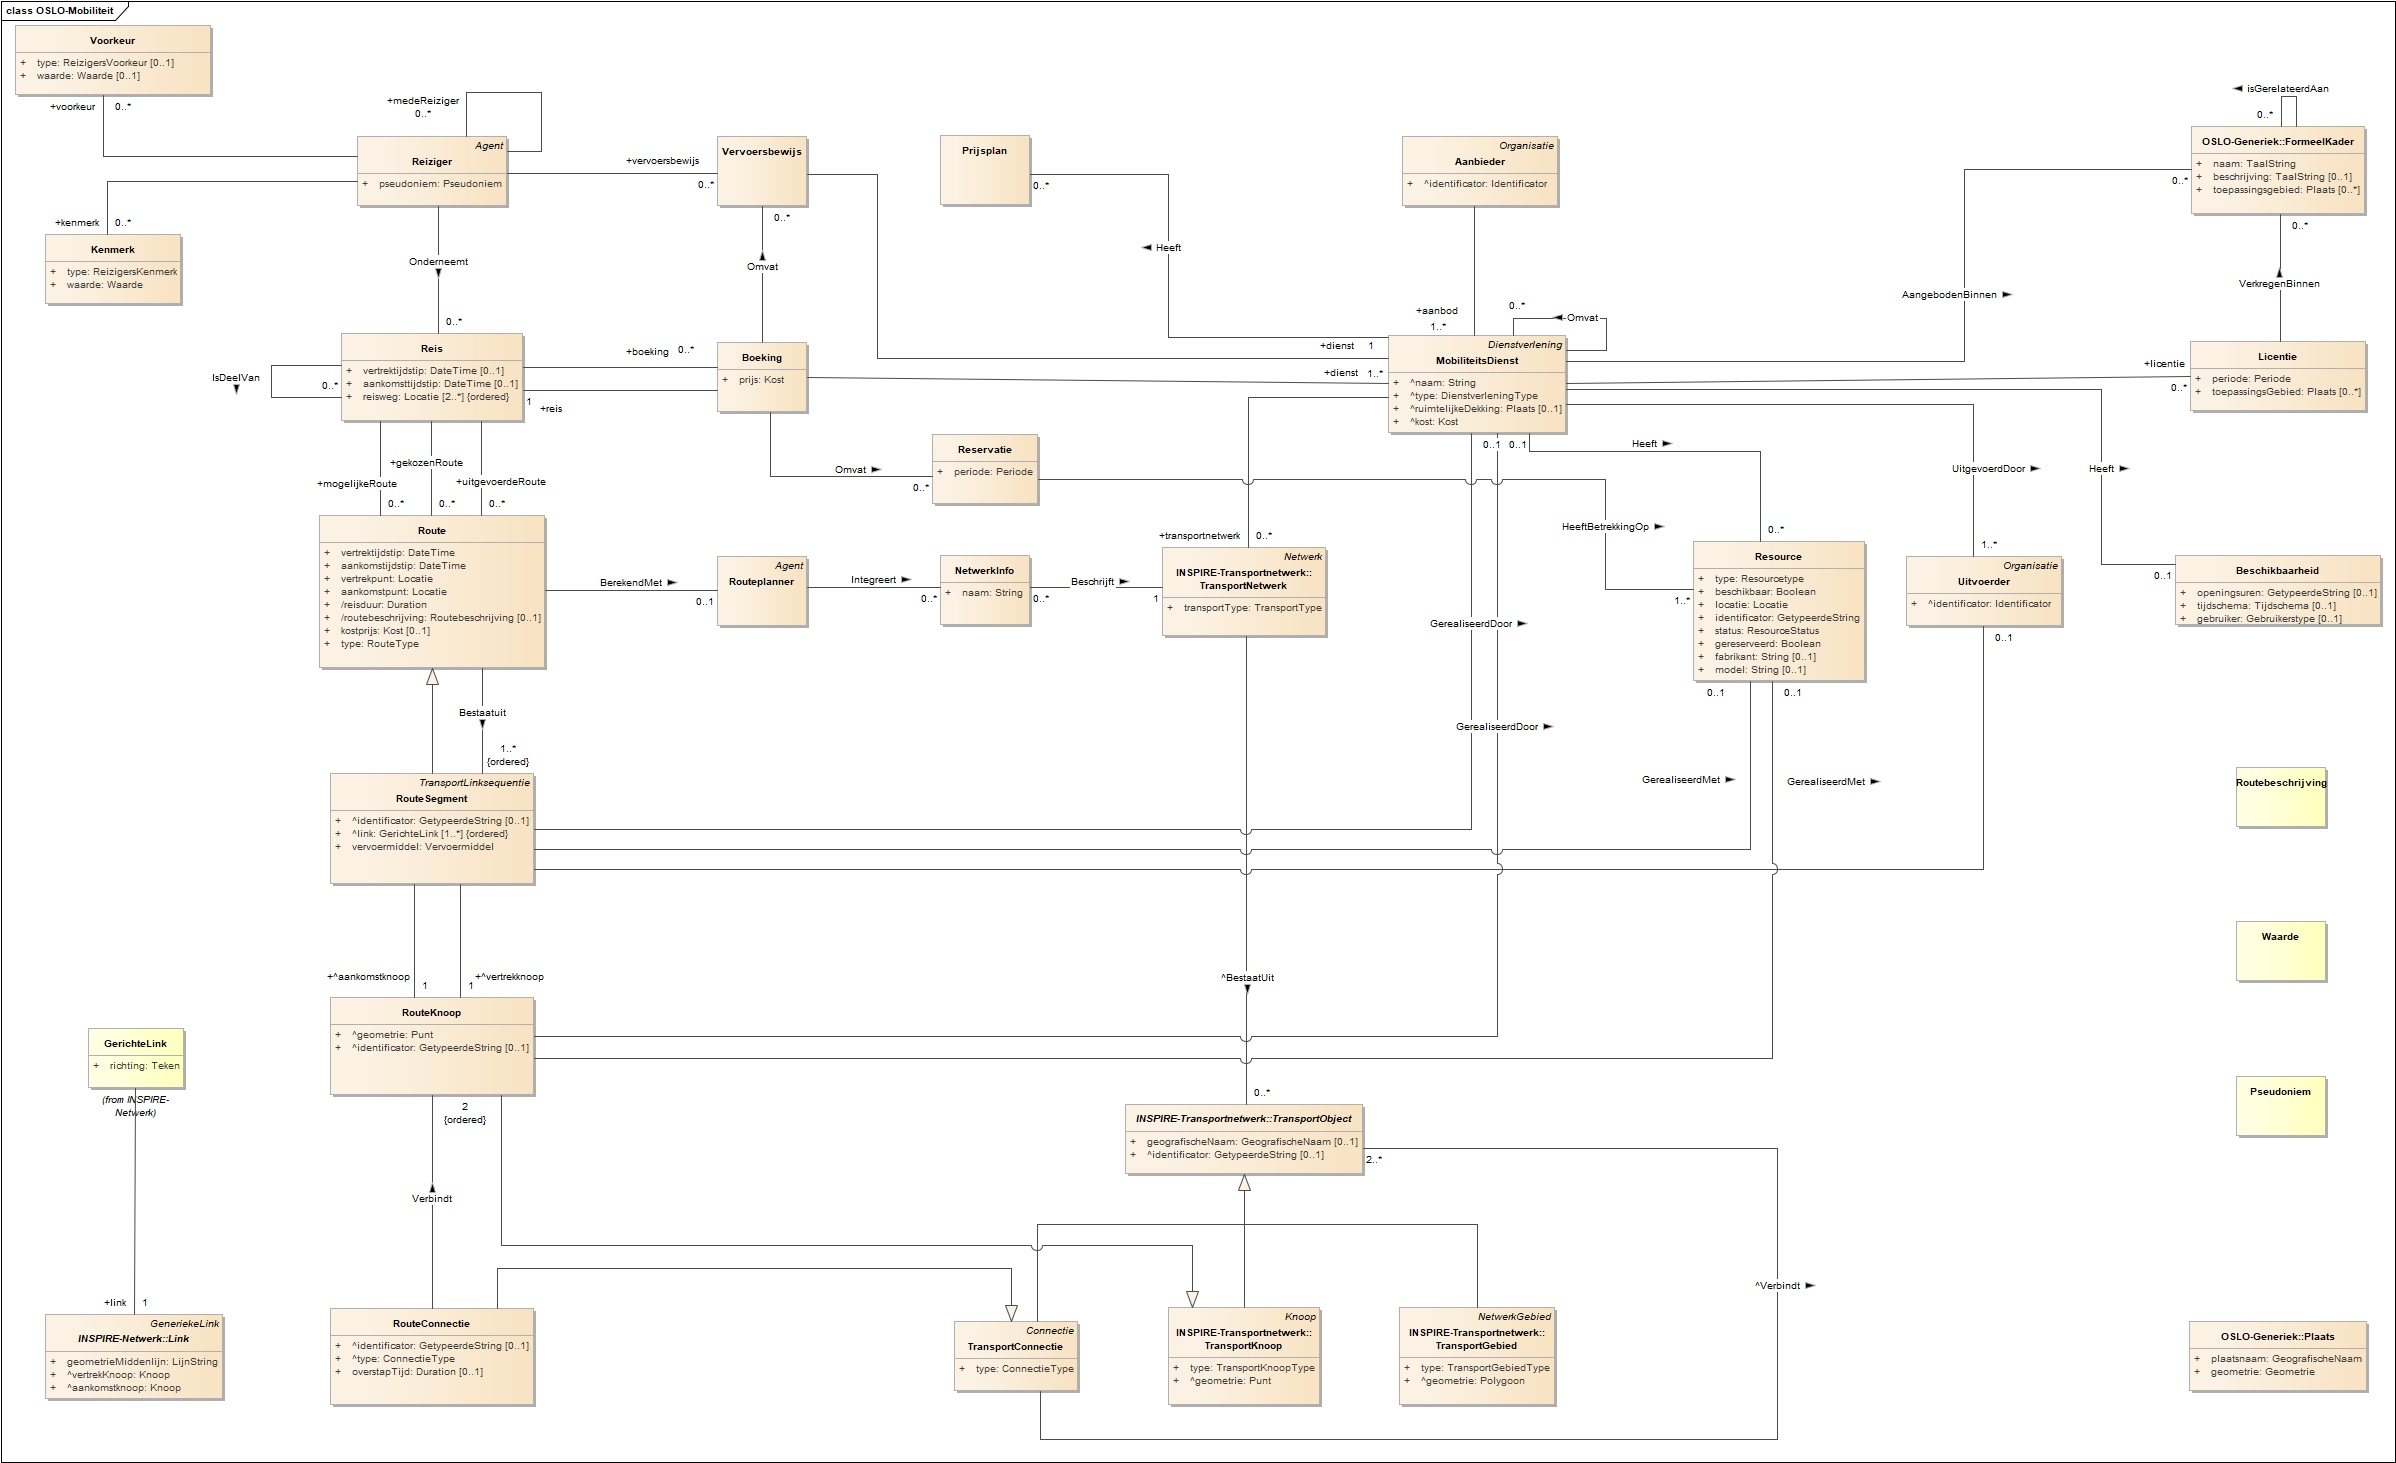 class OSLO-Mobiliteit
Voorkeur
+ type: ReizigersVoorkeur [0..1]
+ waarde: Waarde [0..1]
+voorkeur 0..*
+medeReiziger
0..*
Agent
Reiziger
+ pseudoniem: Pseudoniem
+kenmerk 0..*
Kenmerk
+ type: ReizigersKenmerk
+ waarde: Waarde
Onderneemt
0..*
+vervoersbewijs
0..*
Vervoersbewijs
0..*
Omvat
Prijsplan
0..*
Heeft
Organisatie
Aanbieder
+ ^identificator: Identificator
+aanbod
1..*
isGerelateerdAan
0..*
OSLO-Generiek::FormeelKader
+ naam: TaalString
+ beschrijving: TaalString [0..1]
+ toepassingsgebied: Plaats [0..*]
0..*
0..*
AangebodenBinnen
VerkregenBinnen
Reis
+ vertrektijdstip: DateTime [0..1]
+ aankomsttijdstip: DateTime [0..1]
+ reisweg: Locatie [2..*] {ordered}
IsDeelVan
0..*
+boeking 0..*
1
+reis
Boeking
+ prijs: Kost
+dienst 1
+dienst 1..*
0..*
Omvat
Dienstverlening
MobiliteitsDienst
+ ^naam: String
+ ^type: DienstverleningType
+ ^ruimtelijkeDekking: Plaats [0..1]
+ ^kost: Kost
0..1 0..1
Heeft
+licentie
0..*
Licentie
+ periode: Periode
+ toepassingsGebied: Plaats [0..*]
+gekozenRoute
+mogelijkeRoute
+uitgevoerdeRoute
0..* 0..* 0..*
Omvat
0..*
Reservatie
+ periode: Periode
UitgevoerdDoor
Heeft
Route
+ vertrektijdstip: DateTime
+ aankomstijdstip: DateTime
+ vertrekpunt: Locatie
+ aankomstpunt: Locatie
+ /reisduur: Duration
+ /routebeschrijving: Routebeschrijving [0..1]
+ kostprijs: Kost [0..1]
+ type: RouteType
BerekendMet
0..1
Agent
Routeplanner
Integreert
0..*
NetwerkInfo
+ naam: String
0..*
Beschrijft
1
+transportnetwerk 0..*
Netwerk
INSPIRE-Transportnetwerk::
TransportNetwerk
+ transportType: TransportType
HeeftBetrekkingOp
1..*
0..*
Resource
+ type: Resourcetype
+ beschikbaar: Boolean
+ locatie: Locatie
+ identificator: GetypeerdeString
+ status: ResourceStatus
+ gereserveerd: Boolean
+ fabrikant: String [0..1]
+ model: String [0..1]
0..1 0..1
1..*
Organisatie
Uitvoerder
+ ^identificator: Identificator
0..1
0..1
Beschikbaarheid
+ openingsuren: GetypeerdeString [0..1]
+ tijdschema: Tijdschema [0..1]
+ gebruiker: Gebruikerstype [0..1]
GerealiseerdDoor
GerealiseerdDoor
GerealiseerdMet
GerealiseerdMet
Bestaatuit
1..*
{ordered}
TransportLinksequentie
RouteSegment
+ ^identificator: GetypeerdeString [0..1]
+ ^link: GerichteLink [1..*] {ordered}
+ vervoermiddel: Vervoermiddel
Routebeschrijving
Waarde
+^aankomstknoop 1
+^vertrekknoop
1
^BestaatUit
RouteKnoop
+ ^geometrie: Punt
+ ^identificator: GetypeerdeString [0..1]
2
{ordered}
GerichteLink
+ richting: Teken
(from INSPIRE-
Netwerk)
0..*
INSPIRE-Transportnetwerk::TransportObject
+ geografischeNaam: GeografischeNaam [0..1]
+ ^identificator: GetypeerdeString [0..1]
2..*
Pseudoniem
Verbindt
^Verbindt
+link 1
GeneriekeLink
INSPIRE-Netwerk::Link
+ geometrieMiddenlijn: LijnString
+ ^vertrekKnoop: Knoop
+ ^aankomstknoop: Knoop
RouteConnectie
+ ^identificator: GetypeerdeString [0..1]
+ ^type: ConnectieType
+ overstapTijd: Duration [0..1]
Connectie
TransportConnectie
+ type: ConnectieType
Knoop
INSPIRE-Transportnetwerk::
TransportKnoop
+ type: TransportKnoopType
+ ^geometrie: Punt
NetwerkGebied
INSPIRE-Transportnetwerk::
TransportGebied
+ type: TransportGebiedType
+ ^geometrie: Polygoon
OSLO-Generiek::Plaats
+ plaatsnaam: GeografischeNaam
+ geometrie: Geometrie